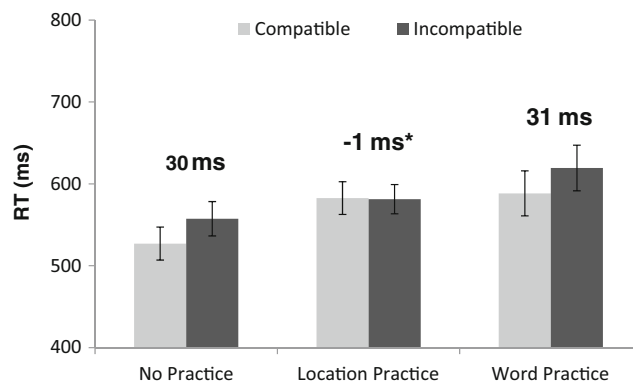 800
Compatible Incompatible
700
31 ms
-1 ms*
30 ms
600
RT (ms)
500
400
No Practice Location Practice Word Practice